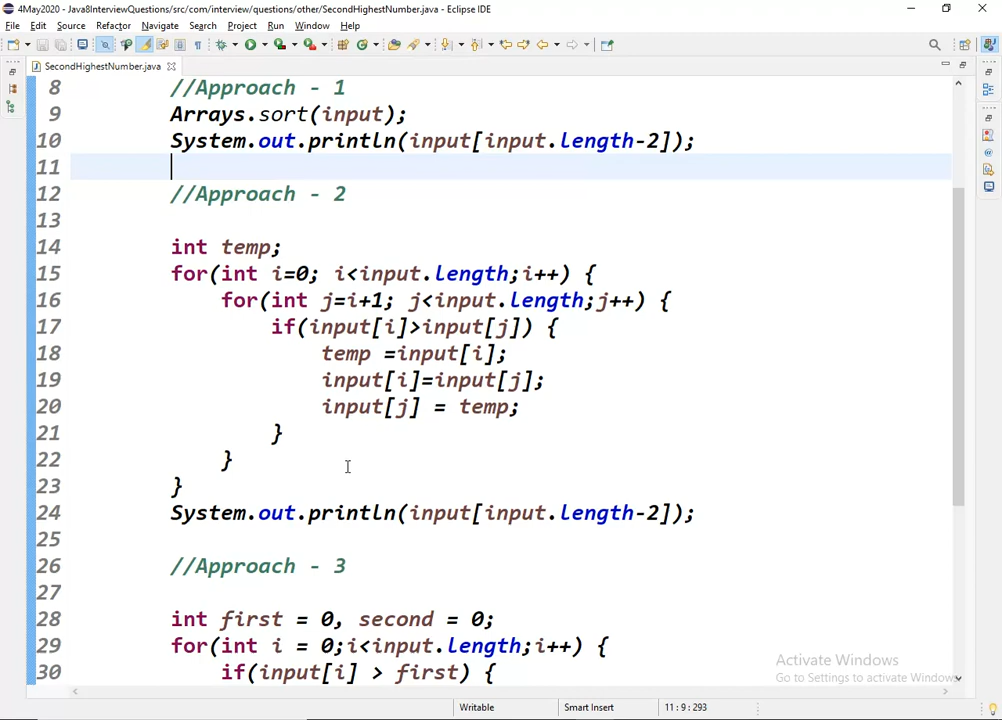 4May2020 - Java8InterviewQuestions/src/com/interview/questions/other/SecondHighestNumber.java - Eclipse IDE
File Edit Source Refactor Navigate Search Project Run Window Help
SecondHighestNumber.java
8 //Approach - 1
9 Arrays.sort(input);
10 System.out.println(input[input.length-2]);
11
12 //Approach - 2
13
14 int temp;
15 for(int i=0; i<input.length;i++) {
16 for(int j=i+1; j<input.length;j++) {
17 if(input[i]>input[j]) {
18 temp =input[i];
19 input[i]=input[j];
20 input[j] = temp;
21 }
22 }
23 }
24 System.out.println(input[input.length-2]);
25
26 //Approach - 3
27
28 int first = 0, second = 0;
29 for(int i = 0;i<input.length;i++) {
30 if(input[i] > first) {
Activate Windows
Go to Settings to activate Windows
Writable Smart Insert 11 : 9 : 293